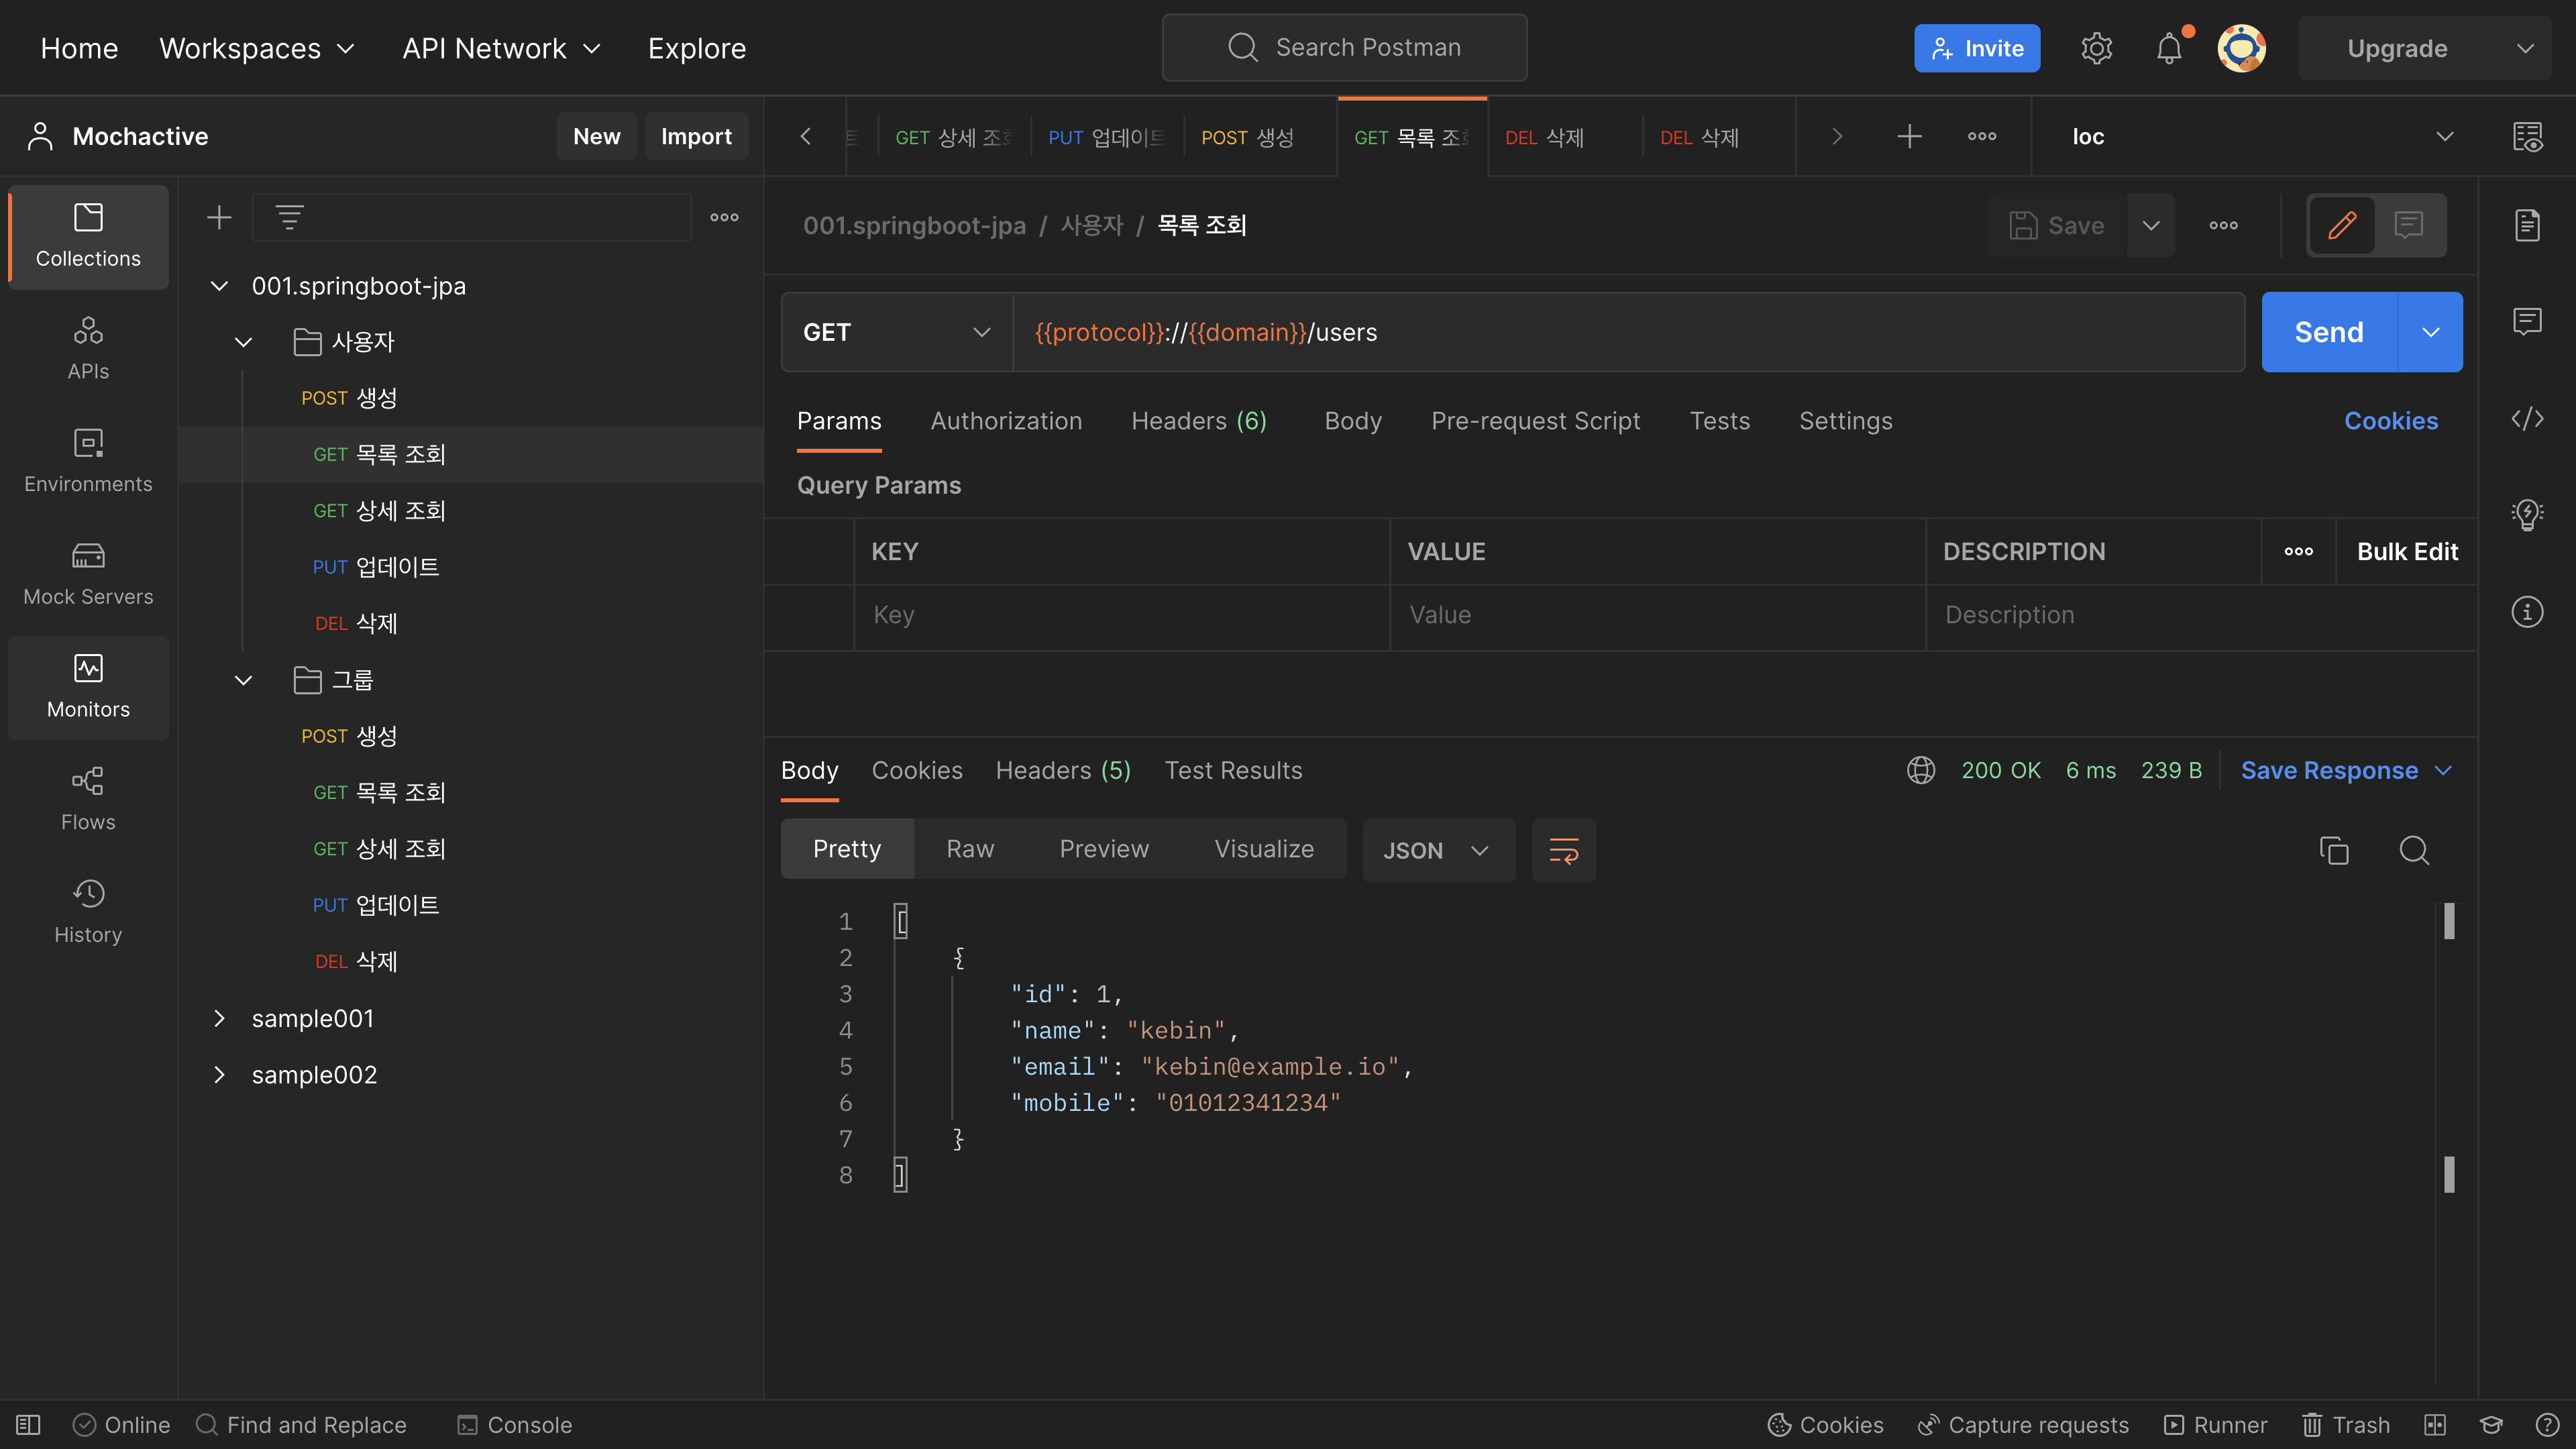 Home Workspaces API Network Explore Search Postman Invite Upgrade
Mochactive New Import
GET 상세 조회 PUT 업데이트 POST 생성 GET 목록 조회 DEL 삭제 DEL 삭제 loc
Collections
APIs
Environments
Mock Servers
Monitors
Flows
History
001.springboot-jpa
사용자
POST 생성
GET 목록 조회
GET 상세 조회
PUT 업데이트
DEL 삭제
그룹
POST 생성
GET 목록 조회
GET 상세 조회
PUT 업데이트
DEL 삭제
sample001
sample002
001.springboot-jpa / 사용자 / 목록 조회 Save
GET {{protocol}}://{{domain}}/users Send
Params Authorization Headers (6) Body Pre-request Script Tests Settings Cookies
Query Params
KEY VALUE DESCRIPTION Bulk Edit
Key Value Description
Body Cookies Headers (5) Test Results 200 OK 6 ms 239 B Save Response
Pretty Raw Preview Visualize JSON
1 [
2 {
3 "id": 1,
4 "name": "kebin",
5 "email": "kebin@example.io",
6 "mobile": "01012341234"
7 }
8 ]
Online Find and Replace Console Cookies Capture requests Runner Trash